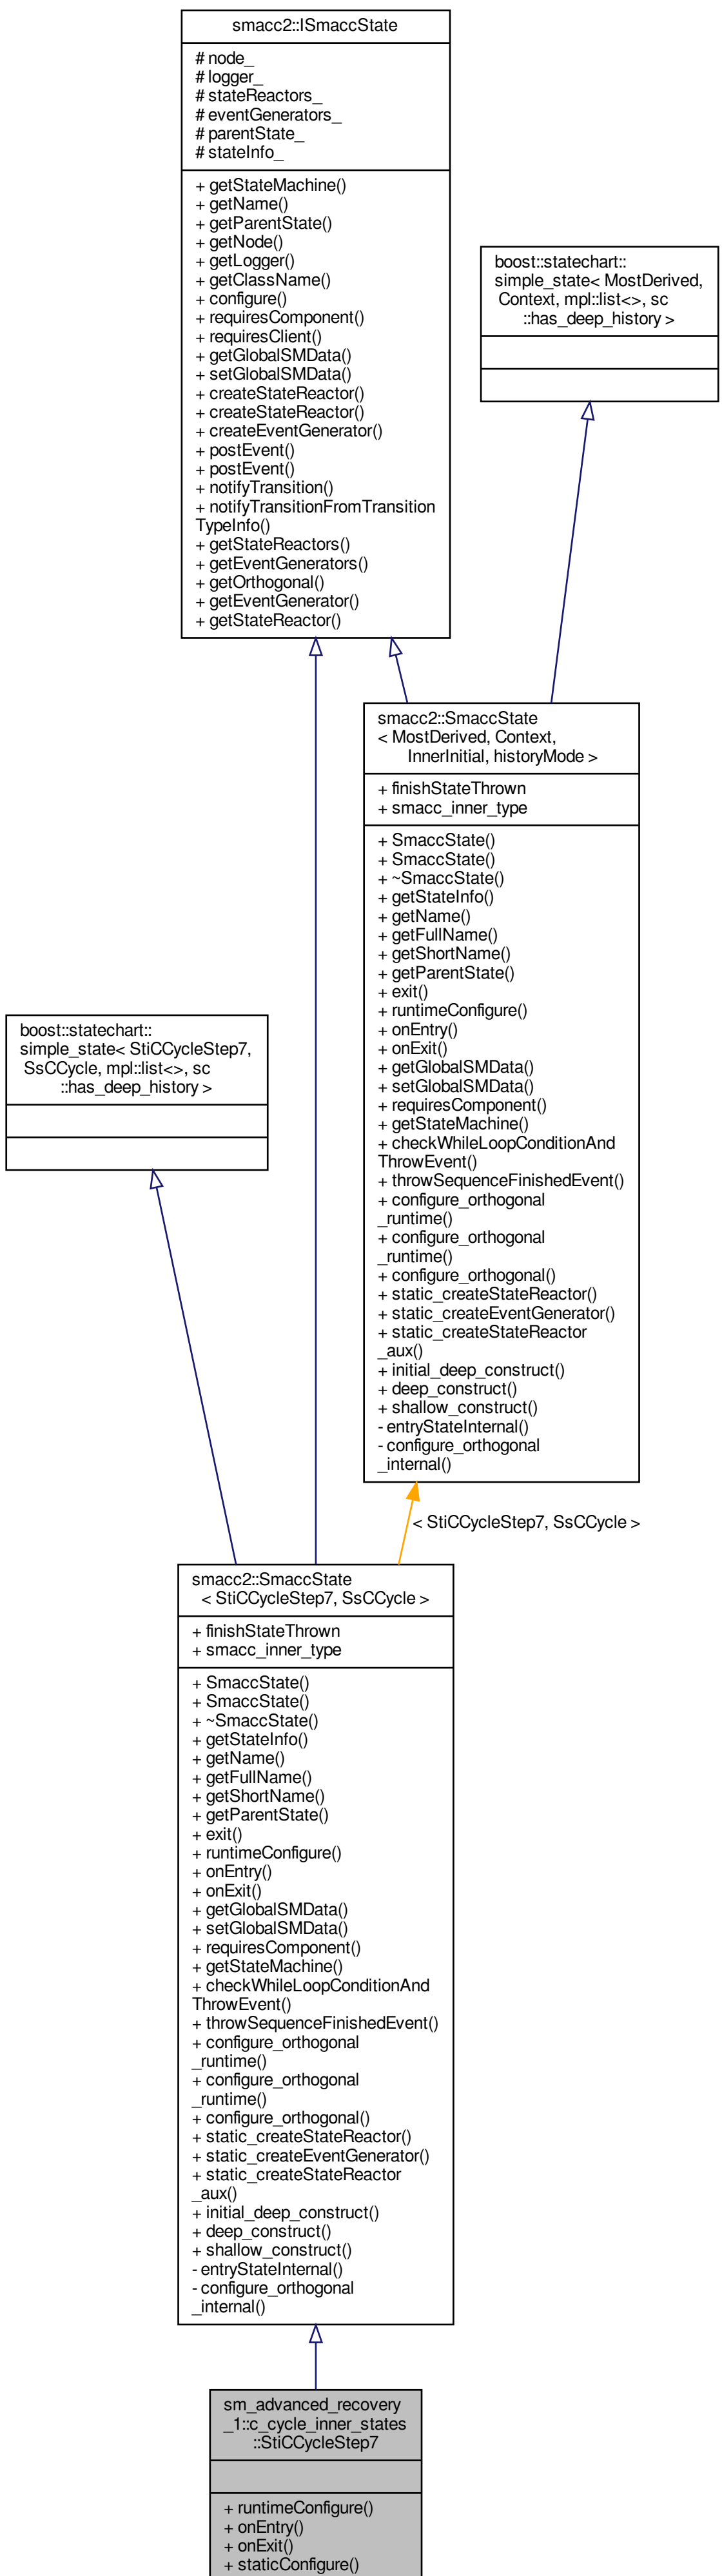 smacc2::ISmaccState
# node_
# logger_
# stateReactors_
# eventGenerators_
# parentState_
# stateInfo_
+ getStateMachine()
+ getName()
+ getParentState()
+ getNode()
+ getLogger()
+ getClassName()
+ configure()
+ requiresComponent()
+ requiresClient()
+ getGlobalSMData()
+ setGlobalSMData()
+ createStateReactor()
+ createStateReactor()
+ createEventGenerator()
+ postEvent()
+ postEvent()
+ notifyTransition()
+ notifyTransitionFromTransition
TypeInfo()
+ getStateReactors()
+ getEventGenerators()
+ getOrthogonal()
+ getEventGenerator()
+ getStateReactor()
boost::statechart::
simple_state< MostDerived,
Context, mpl::list<>, sc
::has_deep_history >
smacc2::SmaccState
< MostDerived, Context,
InnerInitial, historyMode >
+ finishStateThrown
+ smacc_inner_type
+ SmaccState()
+ SmaccState()
+ ~SmaccState()
+ getStateInfo()
+ getName()
+ getFullName()
+ getShortName()
+ getParentState()
+ exit()
+ runtimeConfigure()
+ onEntry()
+ onExit()
+ getGlobalSMData()
+ setGlobalSMData()
+ requiresComponent()
+ getStateMachine()
+ checkWhileLoopConditionAnd
ThrowEvent()
+ throwSequenceFinishedEvent()
+ configure_orthogonal
_runtime()
+ configure_orthogonal
_runtime()
+ configure_orthogonal()
+ static_createStateReactor()
+ static_createEventGenerator()
+ static_createStateReactor
_aux()
+ initial_deep_construct()
+ deep_construct()
+ shallow_construct()
- entryStateInternal()
- configure_orthogonal
_internal()
boost::statechart::
simple_state< StiCCycleStep7,
SsCCycle, mpl::list<>, sc
::has_deep_history >
< StiCCycleStep7, SsCCycle >
smacc2::SmaccState
< StiCCycleStep7, SsCCycle >
+ finishStateThrown
+ smacc_inner_type
+ SmaccState()
+ SmaccState()
+ ~SmaccState()
+ getStateInfo()
+ getName()
+ getFullName()
+ getShortName()
+ getParentState()
+ exit()
+ runtimeConfigure()
+ onEntry()
+ onExit()
+ getGlobalSMData()
+ setGlobalSMData()
+ requiresComponent()
+ getStateMachine()
+ checkWhileLoopConditionAnd
ThrowEvent()
+ throwSequenceFinishedEvent()
+ configure_orthogonal
_runtime()
+ configure_orthogonal
_runtime()
+ configure_orthogonal()
+ static_createStateReactor()
+ static_createEventGenerator()
+ static_createStateReactor
_aux()
+ initial_deep_construct()
+ deep_construct()
+ shallow_construct()
- entryStateInternal()
- configure_orthogonal
_internal()
sm_advanced_recovery
_1::c_cycle_inner_states
::StiCCycleStep7
+ runtimeConfigure()
+ onEntry()
+ onExit()
+ staticConfigure()